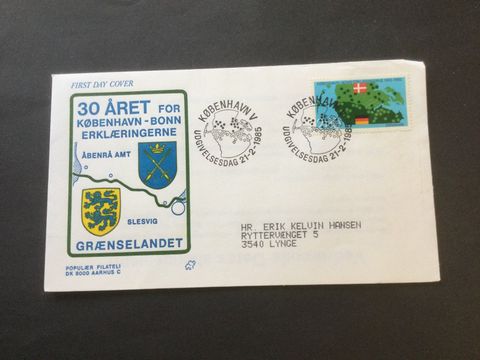 FIRST DAY COVER
30 ÅRET FOR
KØBENHAVN-BONN
ERKLÆRINGERNE
ÅBENRÅ AMT
SLESVIG
GRÆNSELANDET
POPULÆR FILATELI
DK 8000 AARHUS C
KØBENHAVN V
UDGIVELSESDAG 21-2-1985
KØBENHAVN V
UDGIVELSESDAG 21-2-1985
HR. ERIK KELVIN HANSEN
RYTTERVÆNGET 5
3540 LYNGE